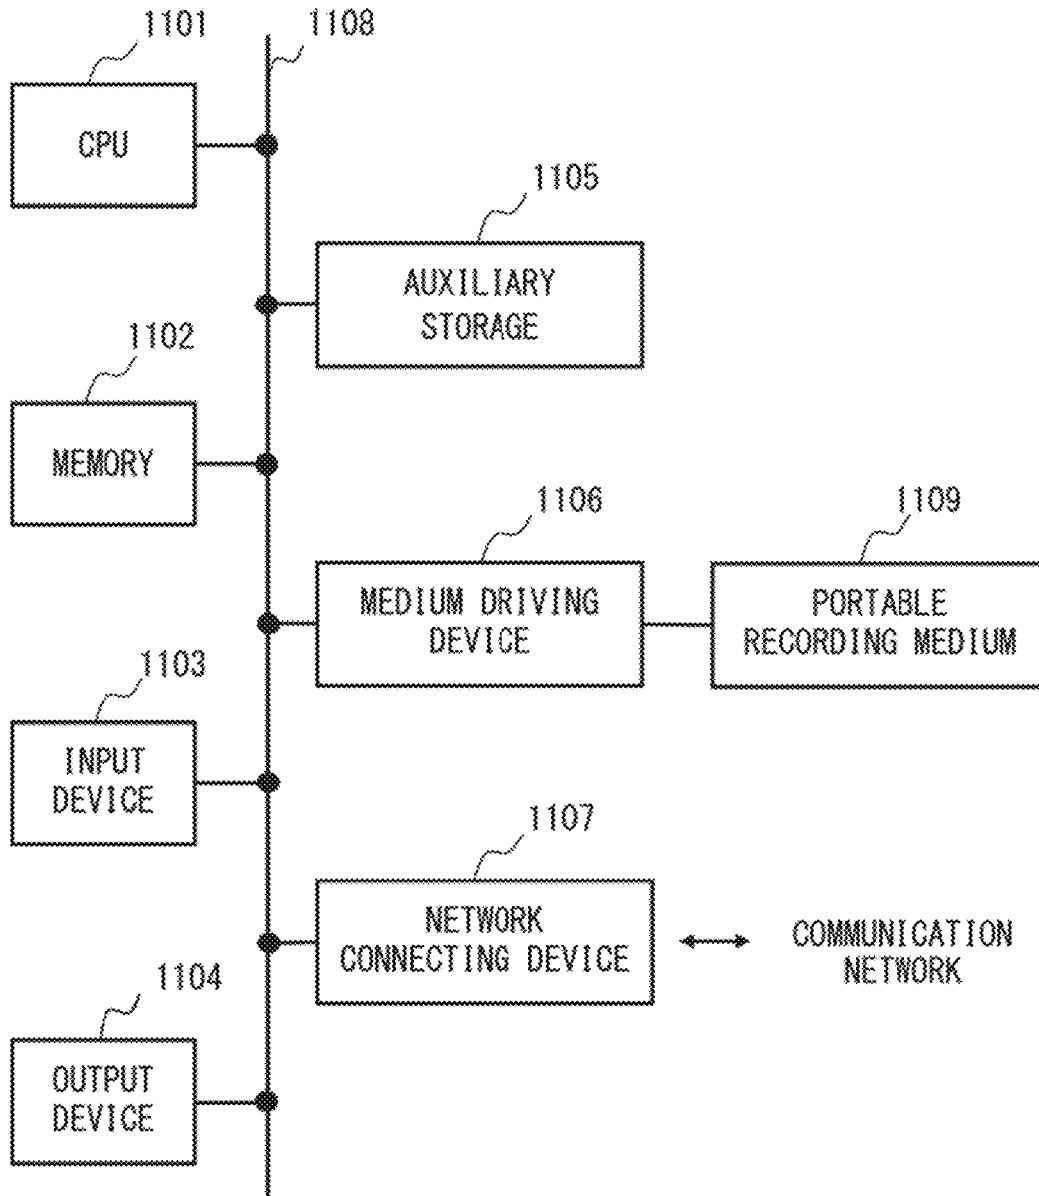 1101
1108
CPU
1105
AUXILIARY
STORAGE
1102
MEMORY
1106
1109
MEDIUM DRIVING
DEVICE
PORTABLE
RECORDING MEDIUM
1103
INPUT
DEVICE
1107
NETWORK
CONNECTING DEVICE
COMMUNICATION
NETWORK
1104
OUTPUT
DEVICE